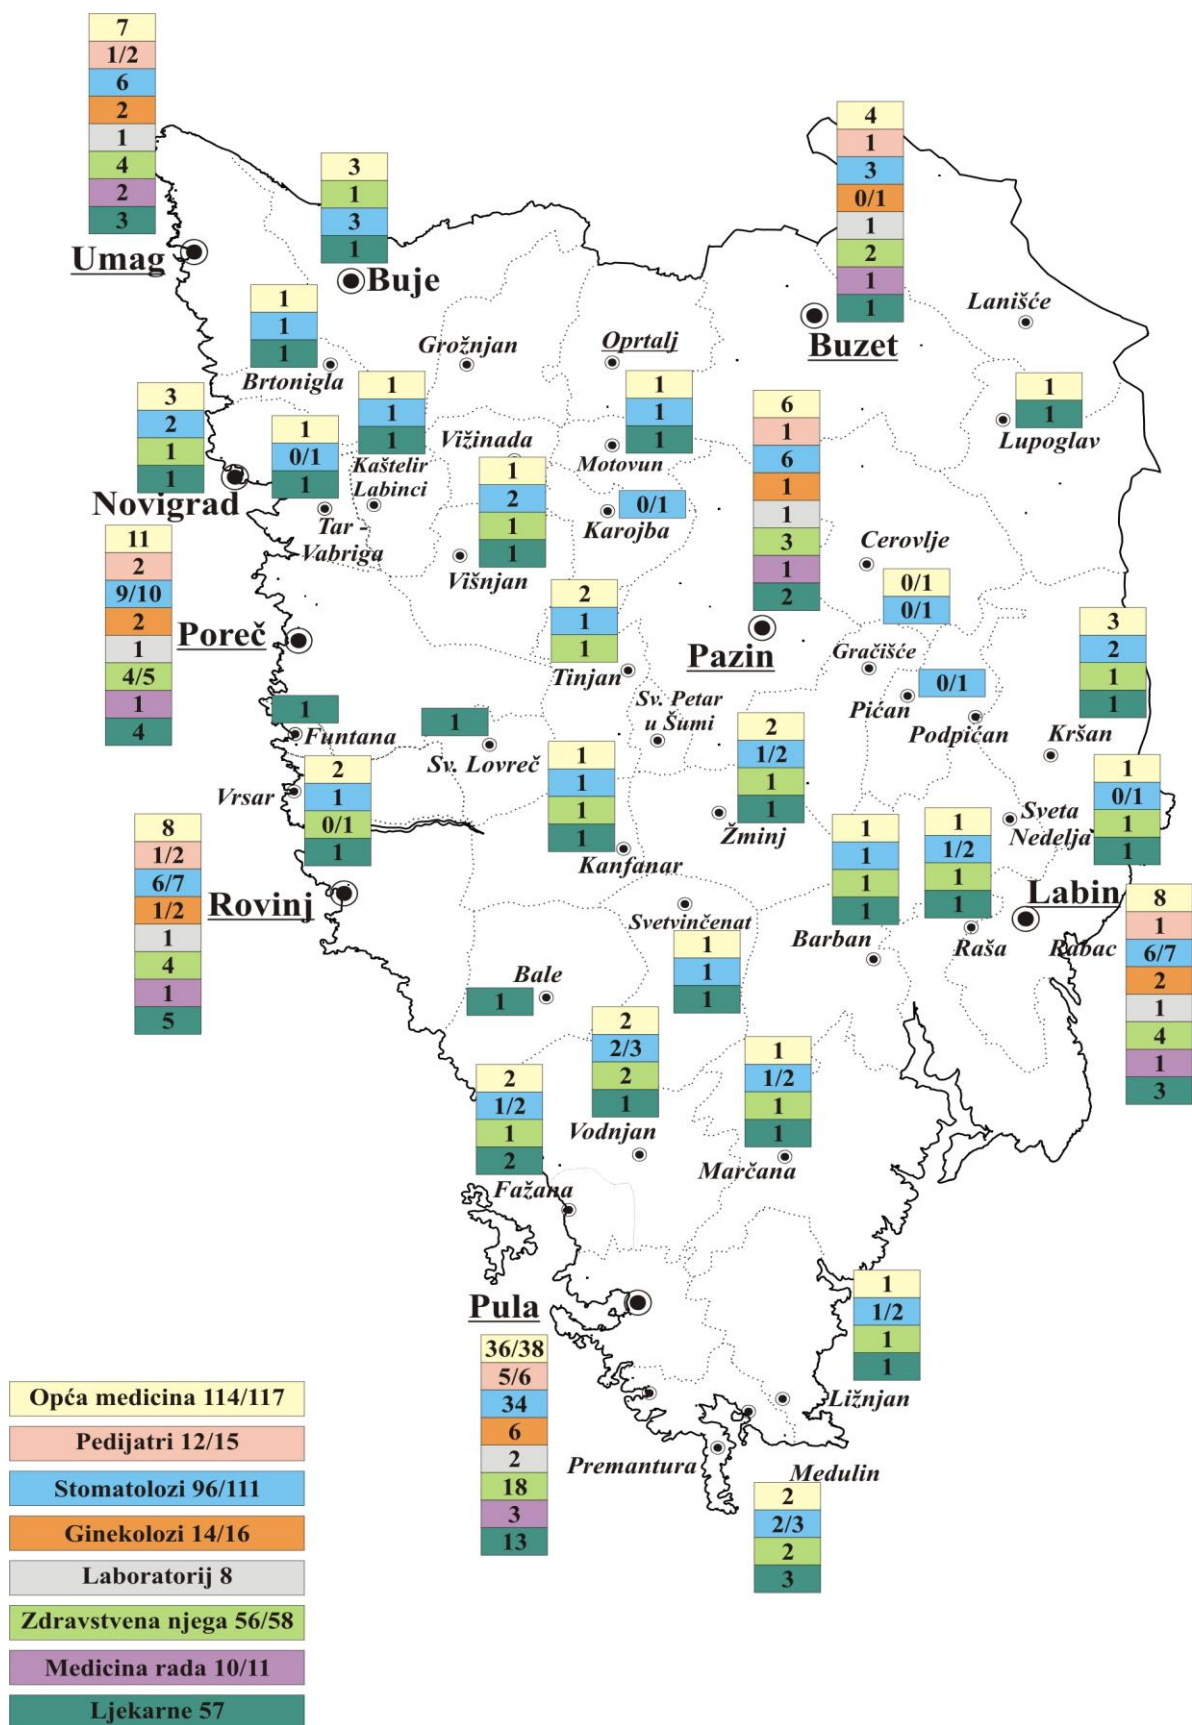 7
1/2
6
2
1
4
2
3
Umag
3
1
3
1
Buje
4
1
3
0/1
1
2
1
1
Buzet
Lanišće
1
1
1
Brtonigla
Grožnjan
Oprtalj
1
1
Lupoglav
3
2
1
1
Novigrad
1
0/1
1
Tar -
Vabriga
1
1
1
Kaštelir
Labinci
Vižinada
1
2
1
1
Višnjan
1
1
1
Motovun
0/1
Karojba
6
1
6
1
1
3
1
2
Pazin
Cerovlje
0/1
0/1
Gračišće
11
2
9/10
2
1
4/5
1
4
Poreč
2
1
1
Tinjan
Sv. Petar
u Šumi
0/1
Pićan
Podpićan
3
2
1
1
Kršan
1
Funtana
1
Sv. Lovreč
Vrsar
2
1
0/1
1
1
1
1
1
Kanfanar
2
1/2
1
1
Žminj
1
0/1
1
1
Sveta
Nedelja
8
1/2
6/7
1/2
1
4
1
5
Rovinj
1
1
1
1
Barban
1
1/2
1
1
Raša
Labin
Rabac
8
1
6/7
2
1
4
1
3
Svetvinčenat
1
1
1
Bale
1
2
2/3
2
1
Vodnjan
1
1/2
1
1
Marčana
2
1/2
1
2
Fažana
Pula
36/38
5/6
34
6
2
18
3
13
1
1/2
1
1
Ližnjan
Premantura
Medulin
2
2/3
2
3
Opća medicina 114/117
Pedijatri 12/15
Stomatolozi 96/111
Ginekolozi 14/16
Laboratorij 8
Zdravstvena njega 56/58
Medicina rada 10/11
Ljekarne 57